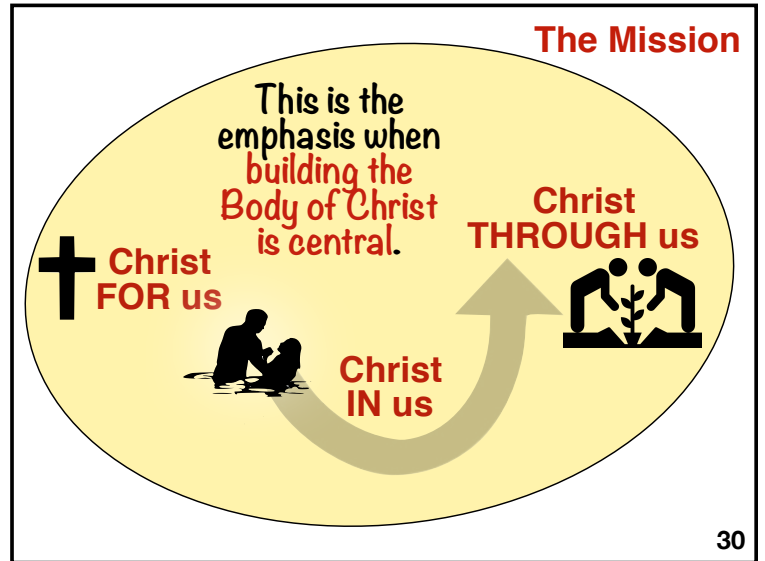 The Mission
This is the
emphasis when
building the
Body of Christ
is central.
Christ
FOR us
Christ
IN us
Christ
THROUGH us
30